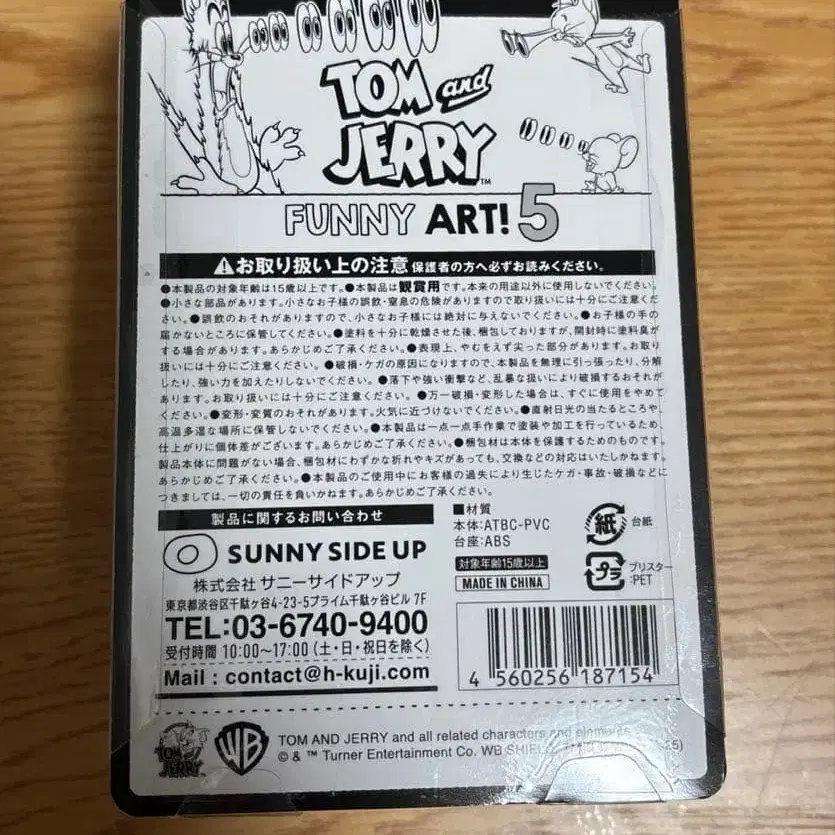 TOM and
JERRY™
FUNNY ART! 5
⚠お取り扱い上の注意 保護者の方へ必ずお読みください。
●本製品の対象年齢は15歳以上です。●本製品は観賞用です。本来の用途以外に使用しないでください。
●小さな部品があります。小さなお子様の誤飲・窒息の危険がありますので取り扱いには十分にご注意くだ
さい。●誤飲のおそれがありますので、小さなお子様には絶対に与えないでください。●お子様の手の
届かないところに保管してください。●塗料を十分に乾燥させた後、梱包しておりますが、開封時に塗料臭が
する場合があります。あらかじめご了承ください。●表現上、やむをえず尖った部分があります。お取り
扱いには十分にご注意ください。●破損・ケガの原因になりますので、本製品を無理に引っ張ったり、分解
したり、強い力を加えたりしないでください。●落下や強い衝撃など、乱暴な扱いにより破損するおそれが
あります。お取り扱いには十分にご注意ください。●万一破損・変形した場合は、すぐに使用をやめて
ください。●変形・変質のおそれがあります。火気に近づけないでください。●直射日光の当たるところや
高温多湿な場所に保管しないでください。●本製品は一点一点手作業で塗装や加工を行っているため、
仕上がりに個体差がございます。あらかじめご了承ください。●梱包材は本体を保護するためのものです。
製品本体に問題がない場合、梱包材にわずかな折れやキズがあっても、交換などの対応はいたしかねます。
あらかじめご了承ください。●本製品のご使用中にお客様の過失により生じたケガ・事故・破損などに
つきましては、一切の責任を負いかねます。あらかじめご了承ください。
製品に関するお問い合わせ
SUNNY SIDE UP
株式会社 サニーサイドアップ
東京都渋谷区千駄ヶ谷4-23-5プライム千駄ヶ谷ビル 7F
TEL:03-6740-9400
受付時間 10:00〜17:00（土・日・祝日を除く）
Mail : contact@h-kuji.com
■材質
本体:ATBC-PVC
台座:ABS
対象年齢15歳以上
MADE IN CHINA
紙 台紙
プラ ブリスター
:PET
4 560256 187154
TOM and JERRY
WB
TOM AND JERRY and all related characters and elements
© & ™ Turner Entertainment Co. WB SHIELD: